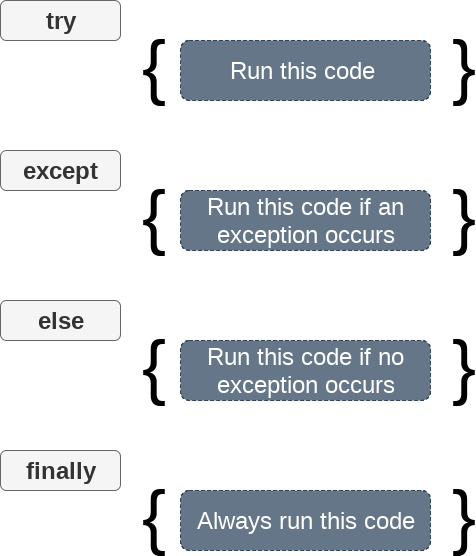 try
{ Run this code }
except
{ Run this code if an
exception occurs }
else
{ Run this code if no
exception occurs }
finally
{ Always run this code }